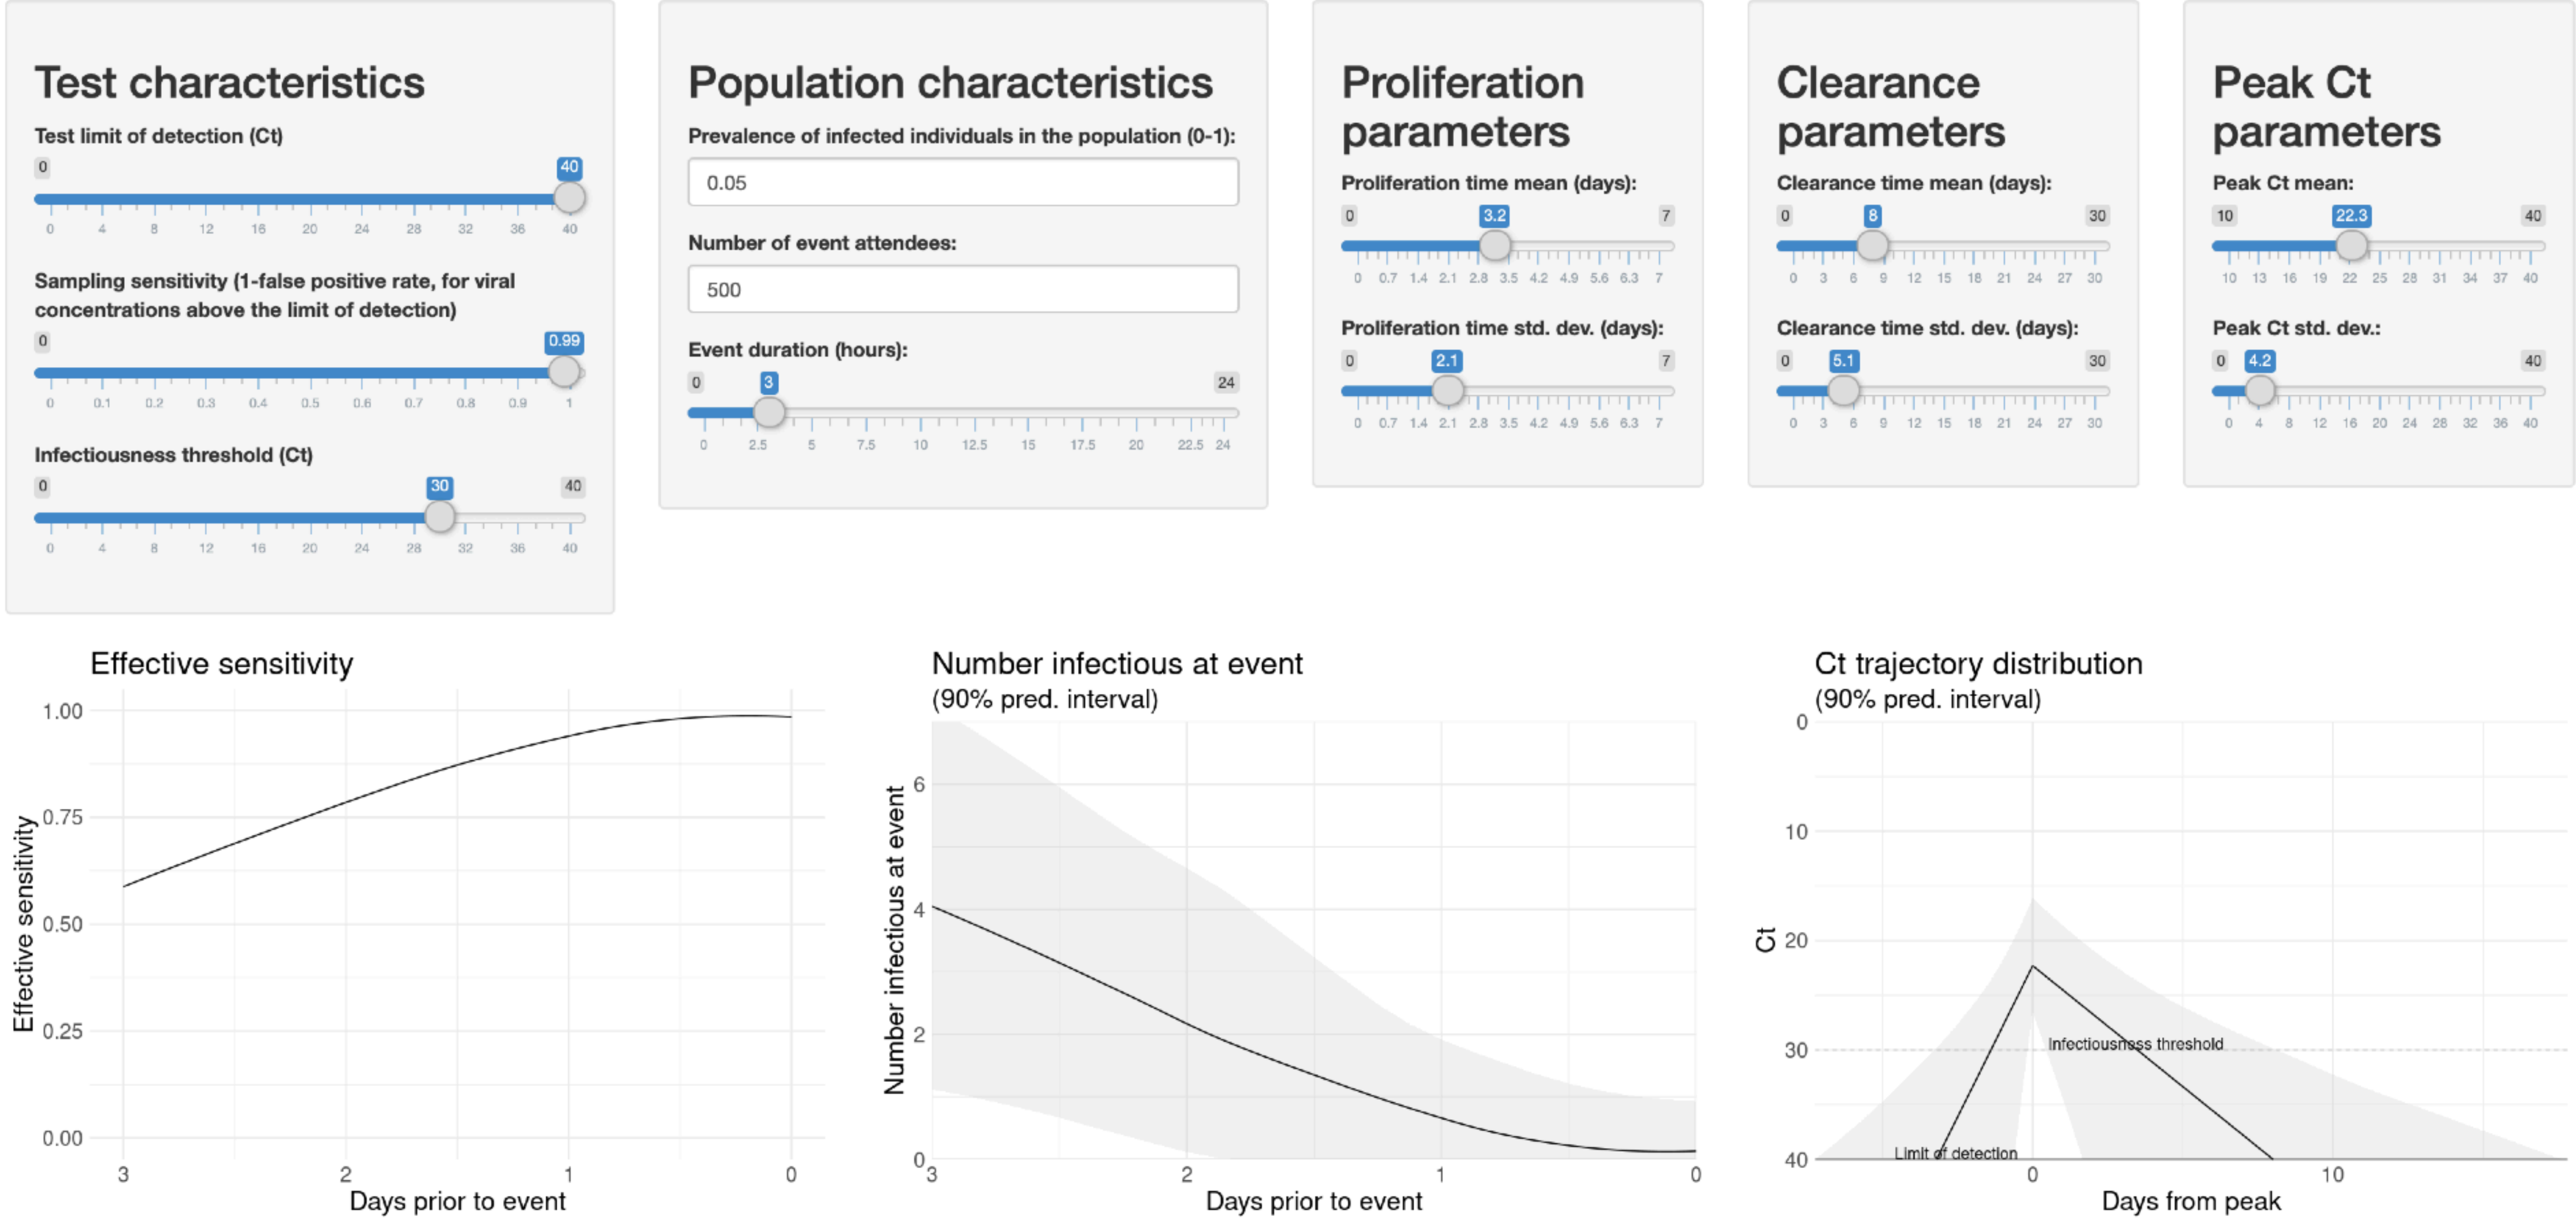 Test characteristics
Test limit of detection (Ct)
0 40
0 4 8 12 16 20 24 28 32 36 40
Sampling sensitivity (1-false positive rate, for viral
concentrations above the limit of detection)
0 0.99
0 0.1 0.2 0.3 0.4 0.5 0.6 0.7 0.8 0.9 1
Infectiousness threshold (Ct)
0 30 40
0 4 8 12 16 20 24 28 32 36 40
Population characteristics
Prevalence of infected individuals in the population (0-1):
0.05
Number of event attendees:
500
Event duration (hours):
0 3 24
0 2.5 5 7.5 10 12.5 15 17.5 20 22.5 24
Proliferation
parameters
Proliferation time mean (days):
0 3.2 7
0 0.7 1.4 2.1 2.8 3.5 4.2 4.9 5.6 6.3 7
Proliferation time std. dev. (days):
0 2.1 7
0 0.7 1.4 2.1 2.8 3.5 4.2 4.9 5.6 6.3 7
Clearance
parameters
Clearance time mean (days):
0 8 30
0 3 6 9 12 15 18 21 24 27 30
Clearance time std. dev. (days):
0 5.1 30
0 3 6 9 12 15 18 21 24 27 30
Peak Ct
parameters
Peak Ct mean:
10 22.3 40
10 13 16 19 22 25 28 31 34 37 40
Peak Ct std. dev.:
0 4.2 40
0 4 8 12 16 20 24 28 32 36 40
Effective sensitivity
Effective sensitivity
1.00
0.75
0.50
0.25
0.00
3 2 1 0
Days prior to event
Number infectious at event
(90% pred. interval)
Number infectious at event
6
4
2
0
3 2 1 0
Days prior to event
Ct trajectory distribution
(90% pred. interval)
Ct
0
10
20
30
40
Infectiousness threshold
Limit of detection
0 10
Days from peak